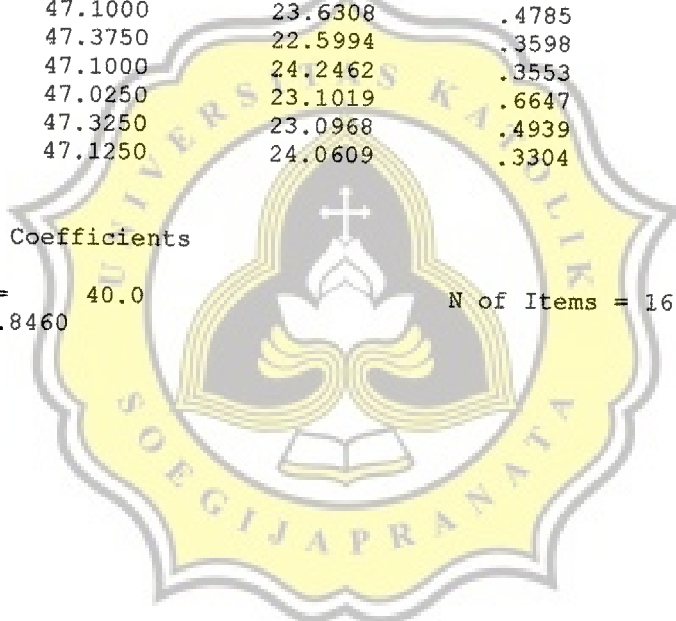 47.1000 23.6308 .4785
47.3750 22.5994 .3598
47.1000 24.2462 .3553
47.0250 23.1019 .6647
47.3250 23.0968 .4939
47.1250 24.0609 .3304
Coefficients
= 40.0 N of Items = 16
.8460
UNIVERSITAS KATOLIK
SOEGIJAPRANATA